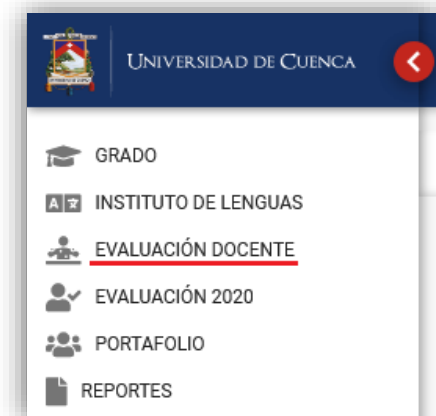 UNIVERSIDAD DE CUENCA
GRADO
INSTITUTO DE LENGUAS
EVALUACIÓN DOCENTE
EVALUACIÓN 2020
PORTAFOLIO
REPORTES